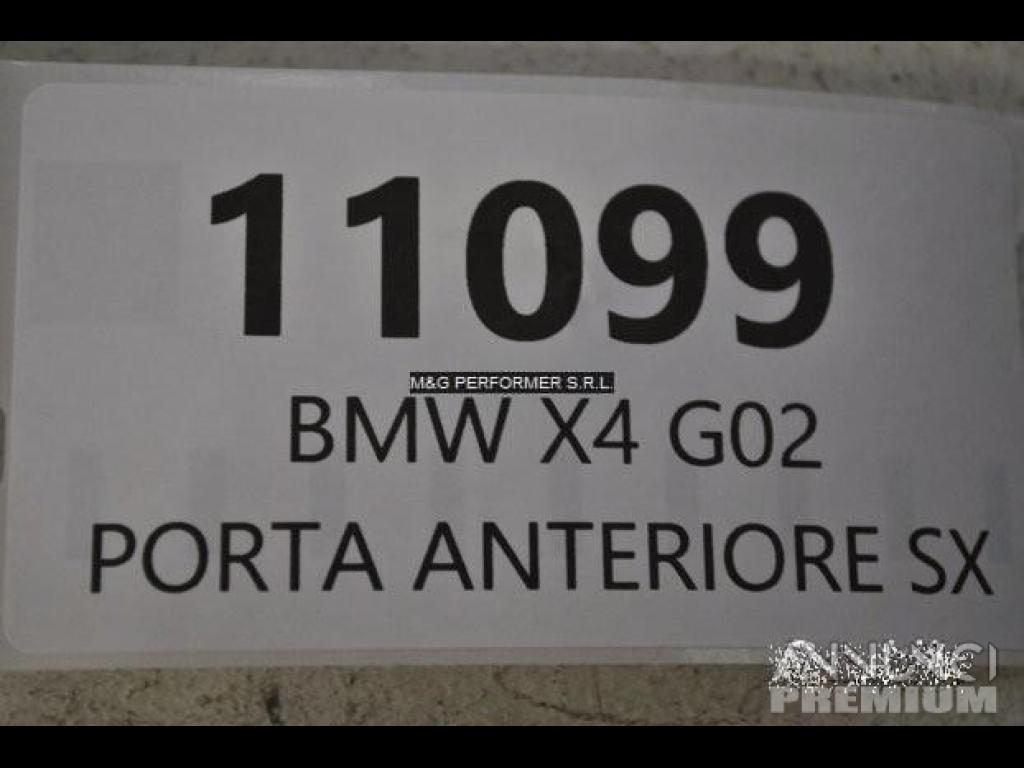 11099
M&G PERFORMER S.R.L.
BMW X4 G02
PORTA ANTERIORE SX
PREMIUM